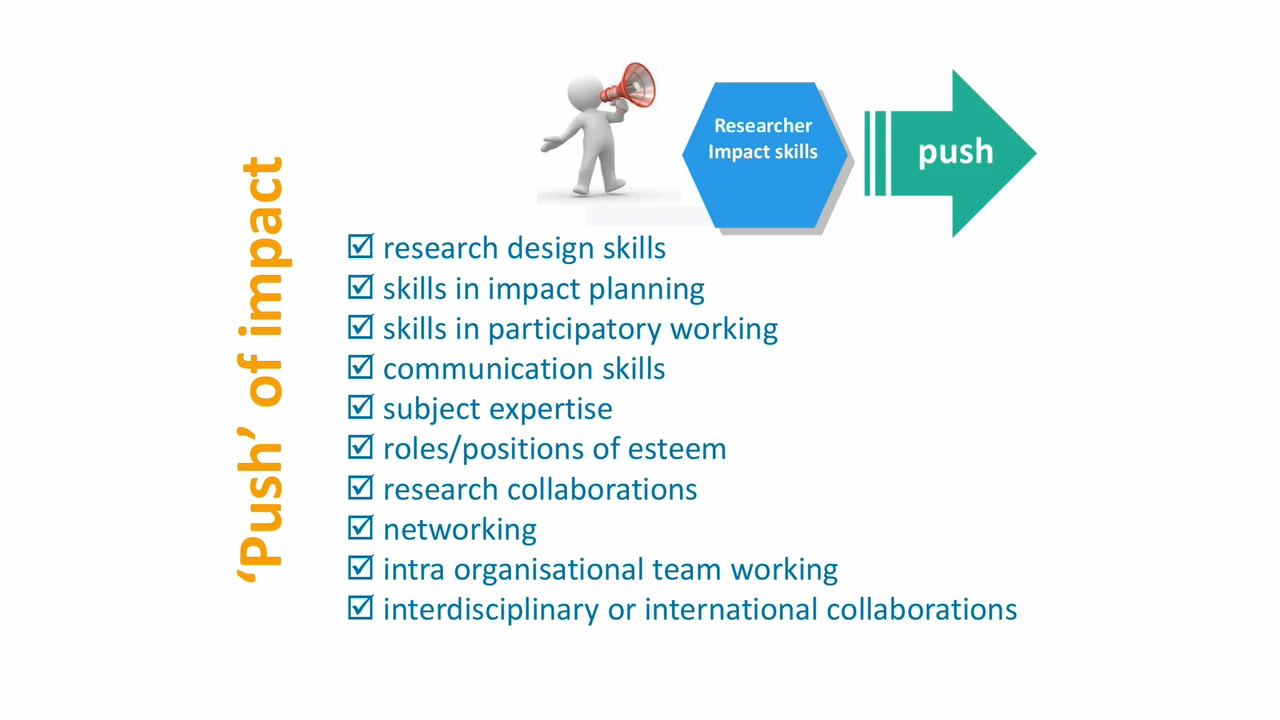 Researcher
Impact skills
push
‘Push’ of impact
research design skills
skills in impact planning
skills in participatory working
communication skills
subject expertise
roles/positions of esteem
research collaborations
networking
intra organisational team working
interdisciplinary or international collaborations